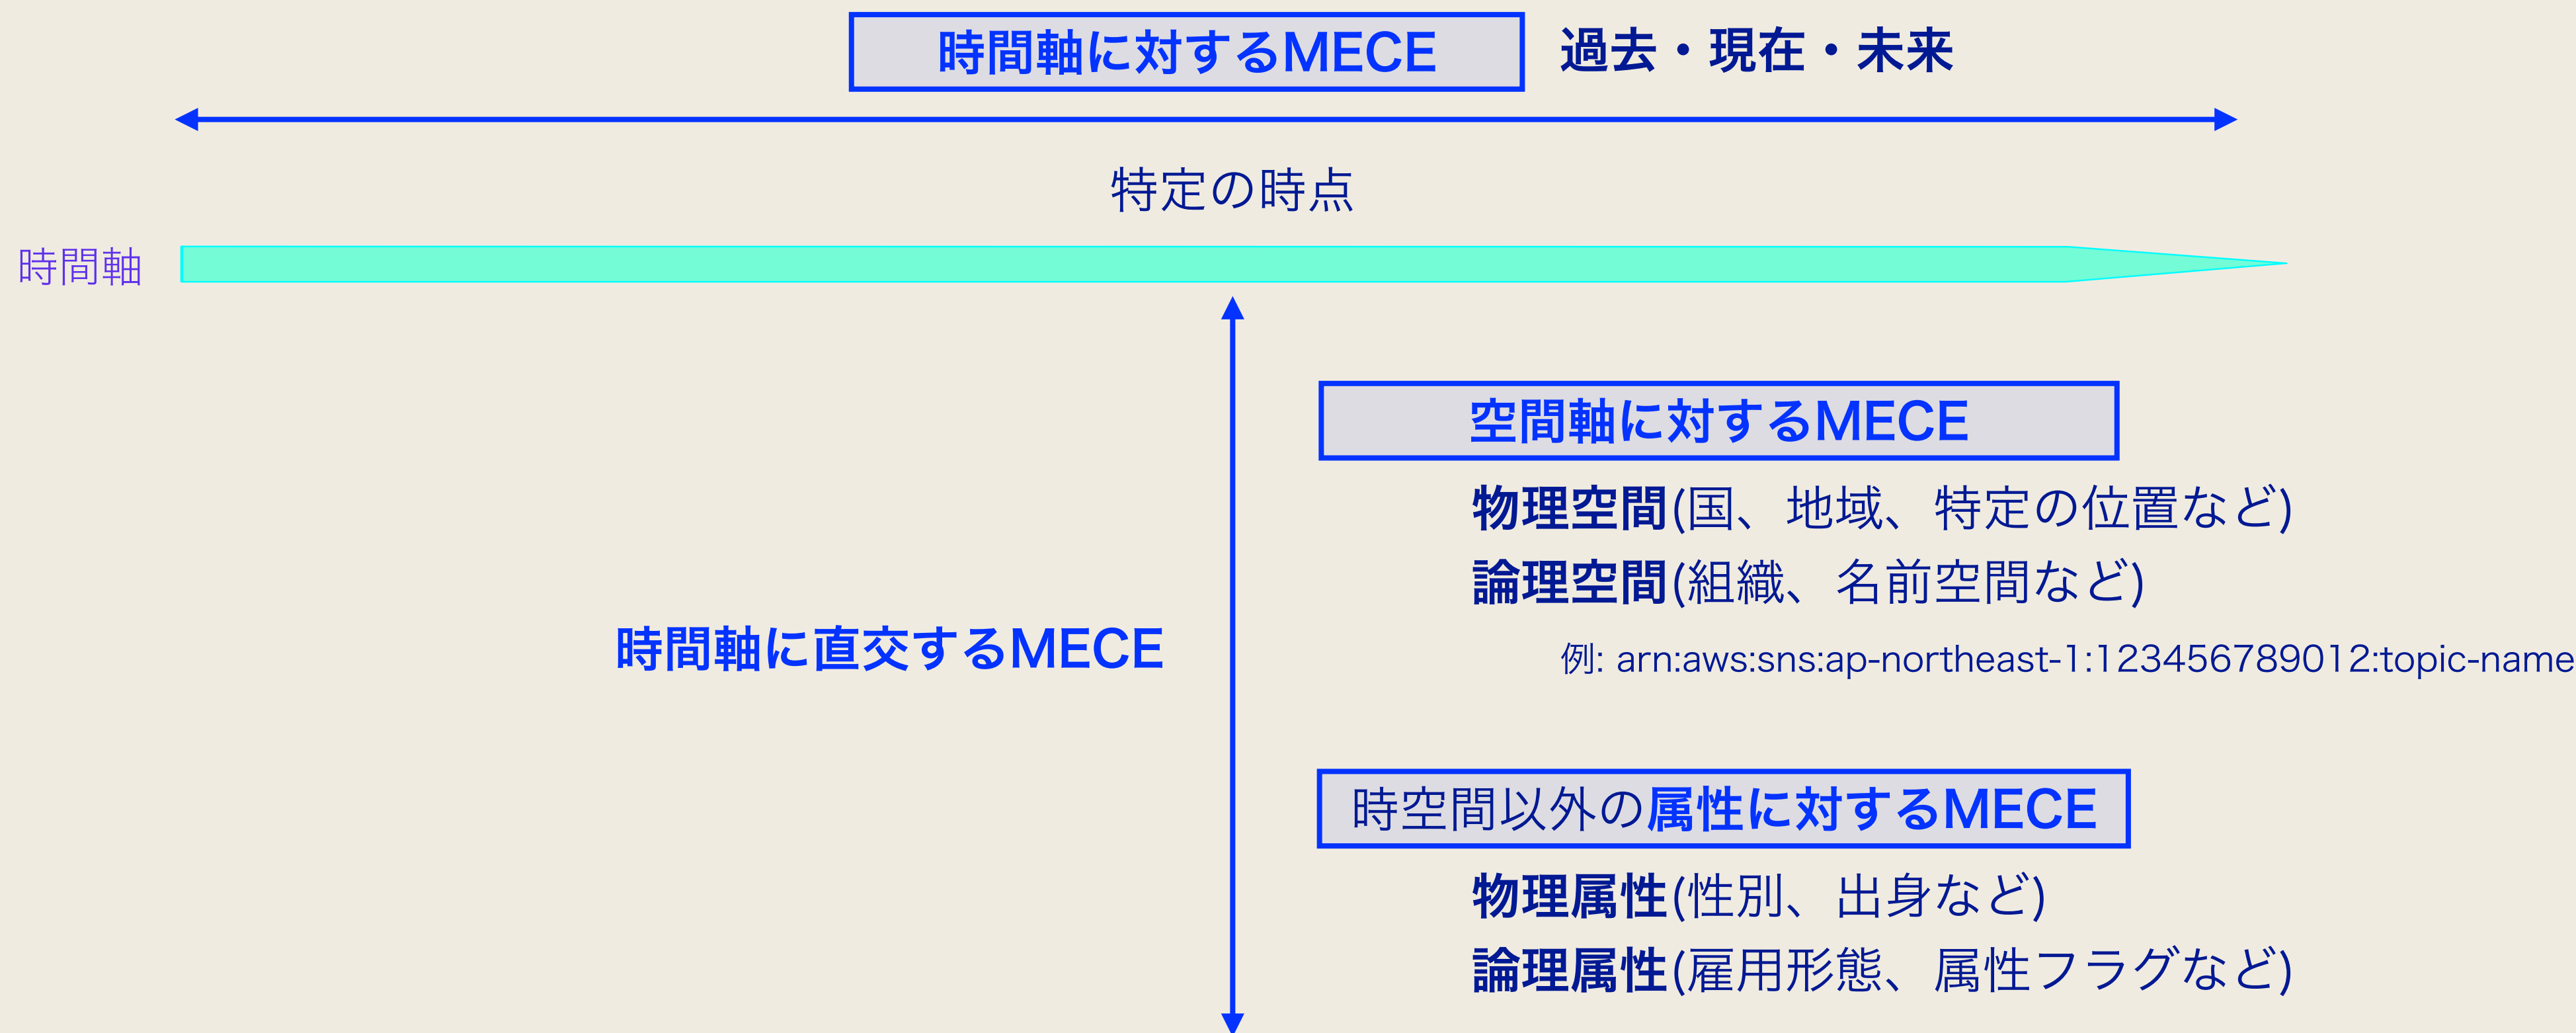 時間軸に対するMECE 過去・現在・未来
特定の時点
時間軸
空間軸に対するMECE
物理空間(国、地域、特定の位置など)
論理空間(組織、名前空間など)
時間軸に直交するMECE
例: arn:aws:sns:ap-northeast-1:123456789012:topic-name
時空間以外の属性に対するMECE
物理属性(性別、出身など)
論理属性(雇用形態、属性フラグなど)